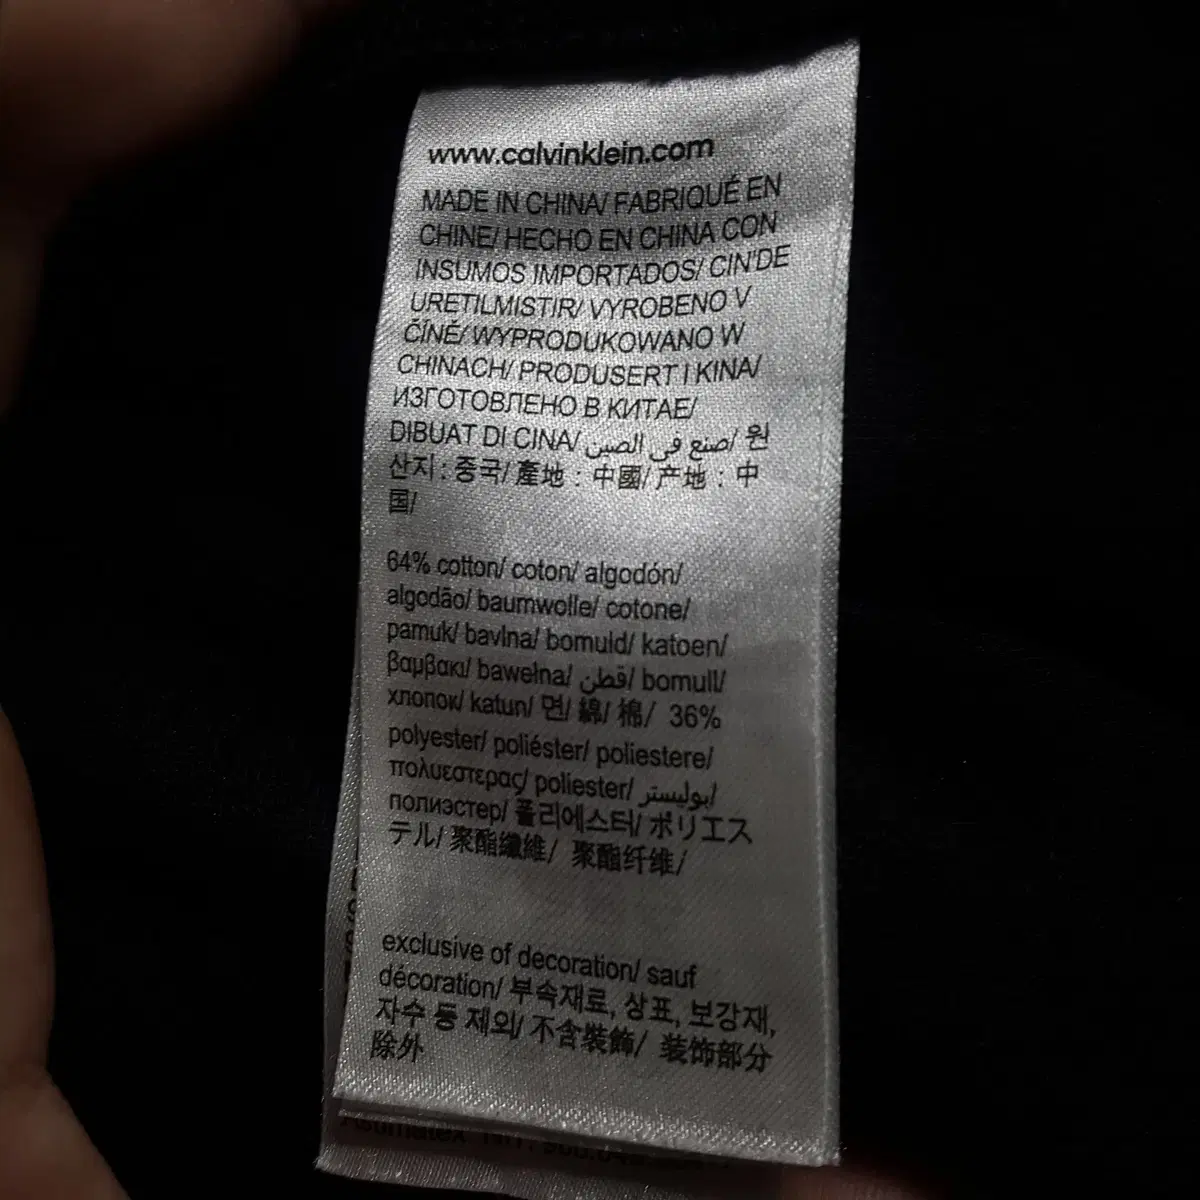 www.calvinklein.com
MADE IN CHINA/ FABRIQUÉ EN
CHINE/ HECHO EN CHINA CON
INSUMOS IMPORTADOS/ CIN'DE
URETILMISTIR/ VYROBENO V
ČÍNĚ/ WYPRODUKOWANO W
CHINACH/ PRODUSERT I KINA/
ИЗГОТОВЛЕНО В КИТАЕ/
DIBUAT DI CINA/ صنع في الصين/ 원
산지 : 중국/ 產地 : 中國/ 产地 : 中
国/
64% cotton/ coton/ algodón/
algodão/ baumwolle/ cotone/
pamuk/ bavlna/ bomuld/ katoen/
βαμβακι/ bawełna/ قطن/ bomull/
хлопок/ katun/ 면/ 綿/ 棉/ 36%
polyester/ poliéster/ poliestere/
πολυεστερας/ poliester/ بوليستر/
полиэстер/ 폴리에스터/ ポリエス
テル/ 聚酯纖維/ 聚酯纤维/
exclusive of decoration/ sauf
décoration/ 부속재료, 상표, 보강재,
자수 등 제외/ 不含裝飾/ 装饰部分
除外